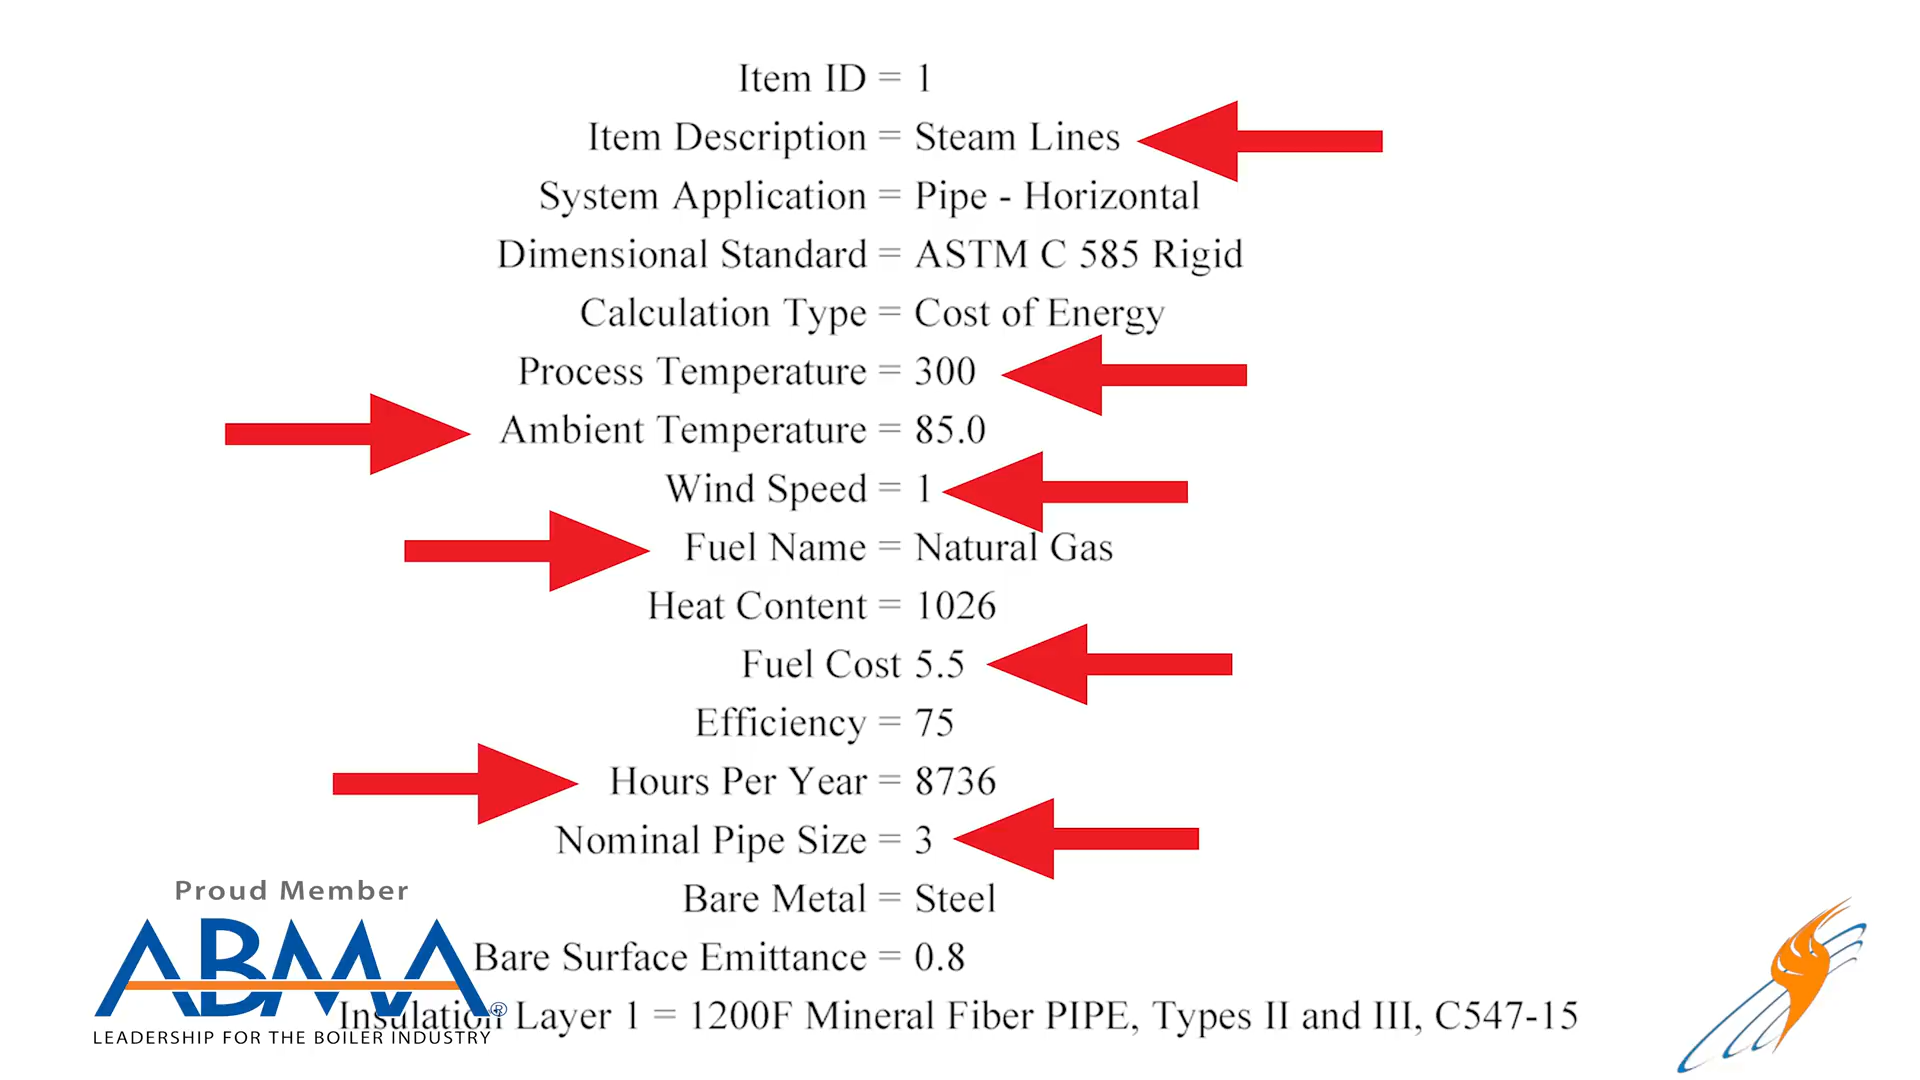 Item ID = 1
Item Description = Steam Lines
System Application = Pipe - Horizontal
Dimensional Standard = ASTM C 585 Rigid
Calculation Type = Cost of Energy
Process Temperature = 300
Ambient Temperature = 85.0
Wind Speed = 1
Fuel Name = Natural Gas
Heat Content = 1026
Fuel Cost 5.5
Efficiency = 75
Hours Per Year = 8736
Nominal Pipe Size = 3
Bare Metal = Steel
Bare Surface Emittance = 0.8
Insulation Layer 1 = 1200F Mineral Fiber PIPE, Types II and III, C547-15
Proud Member
ABMA®
LEADERSHIP FOR THE BOILER INDUSTRY